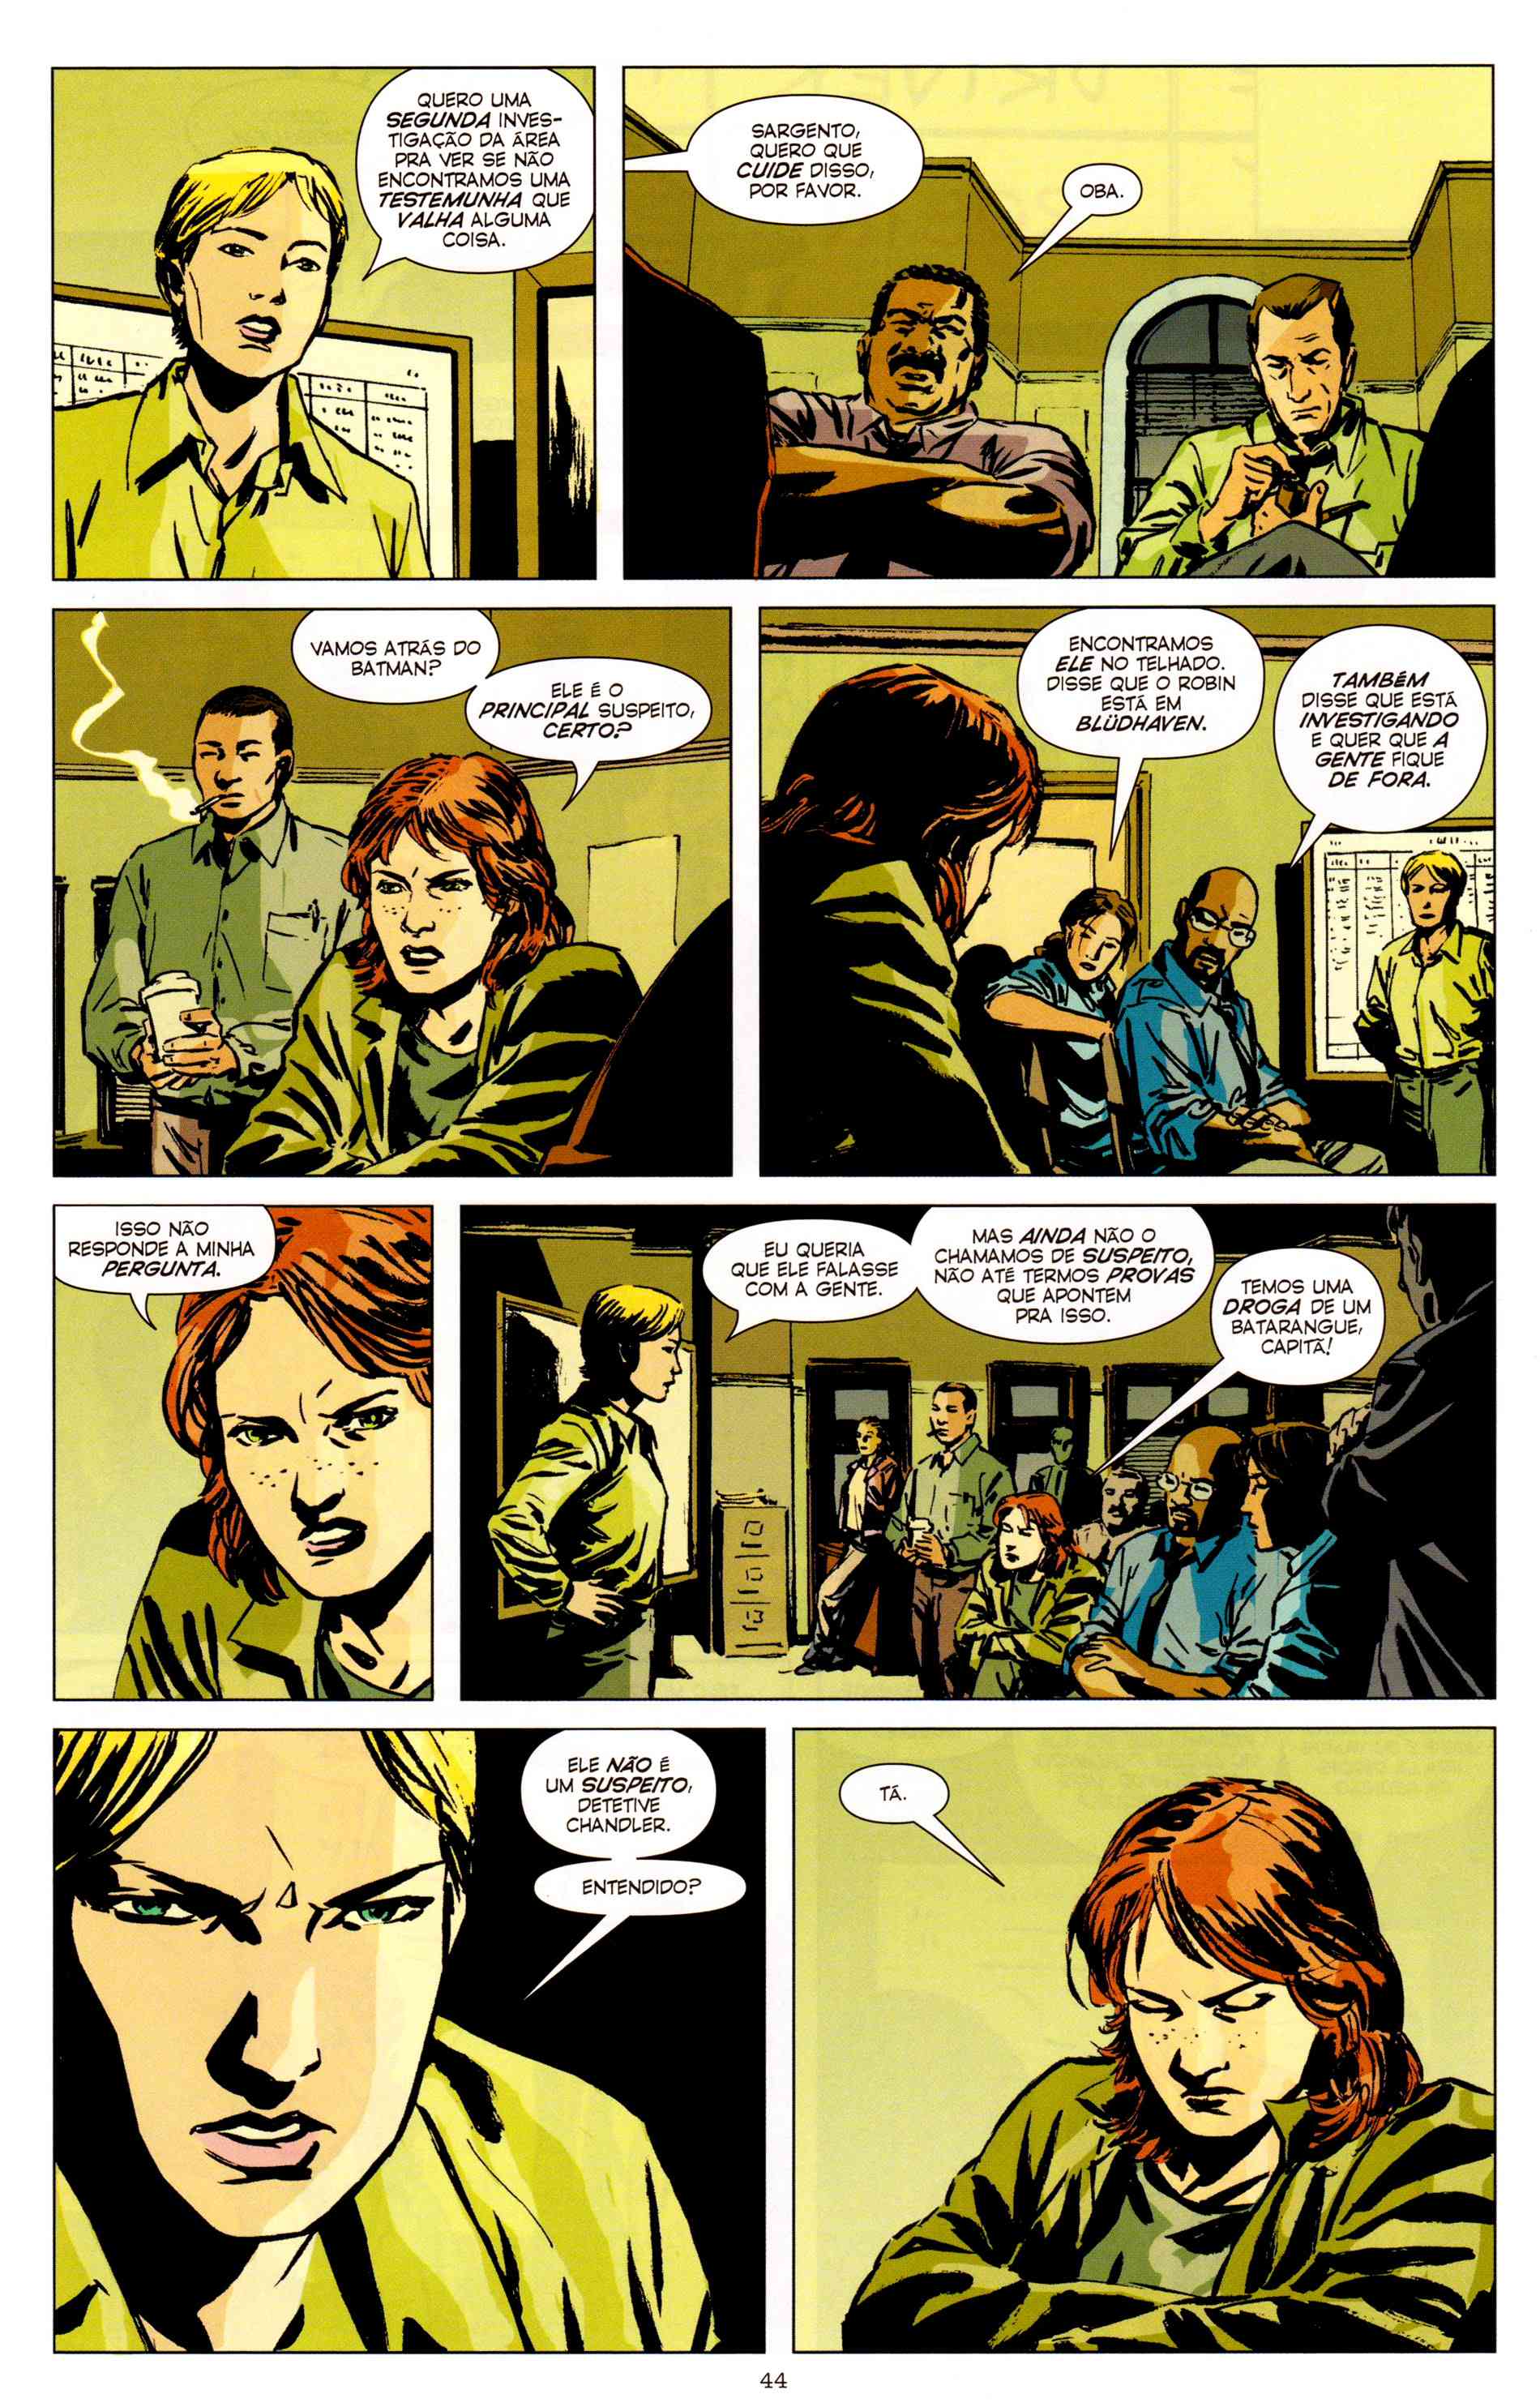 QUERO UMA
SEGUNDA INVES-
TIGAÇÃO DA ÁREA
PRA VER SE NÃO
ENCONTRAMOS UMA
TESTEMUNHA QUE
VALHA ALGUMA
COISA.
SARGENTO,
QUERO QUE
CUIDE DISSO,
POR FAVOR.
OBA.
VAMOS ATRÁS DO
BATMAN?
ELE É O
PRINCIPAL SUSPEITO,
CERTO?
ENCONTRAMOS
ELE NO TELHADO.
DISSE QUE O ROBIN
ESTÁ EM
BLÜDHAVEN.
TAMBÉM
DISSE QUE ESTÁ
INVESTIGANDO
E QUER QUE A
GENTE FIQUE
DE FORA.
ISSO NÃO
RESPONDE A MINHA
PERGUNTA.
EU QUERIA
QUE ELE FALASSE
COM A GENTE.
MAS AINDA NÃO O
CHAMAMOS DE SUSPEITO,
NÃO ATÉ TERMOS PROVAS
QUE APONTEM
PRA ISSO.
TEMOS UMA
DROGA DE UM
BATARANGUE,
CAPITÃ!
ELE NÃO É
UM SUSPEITO,
DETETIVE
CHANDLER.
ENTENDIDO?
TÁ.
44